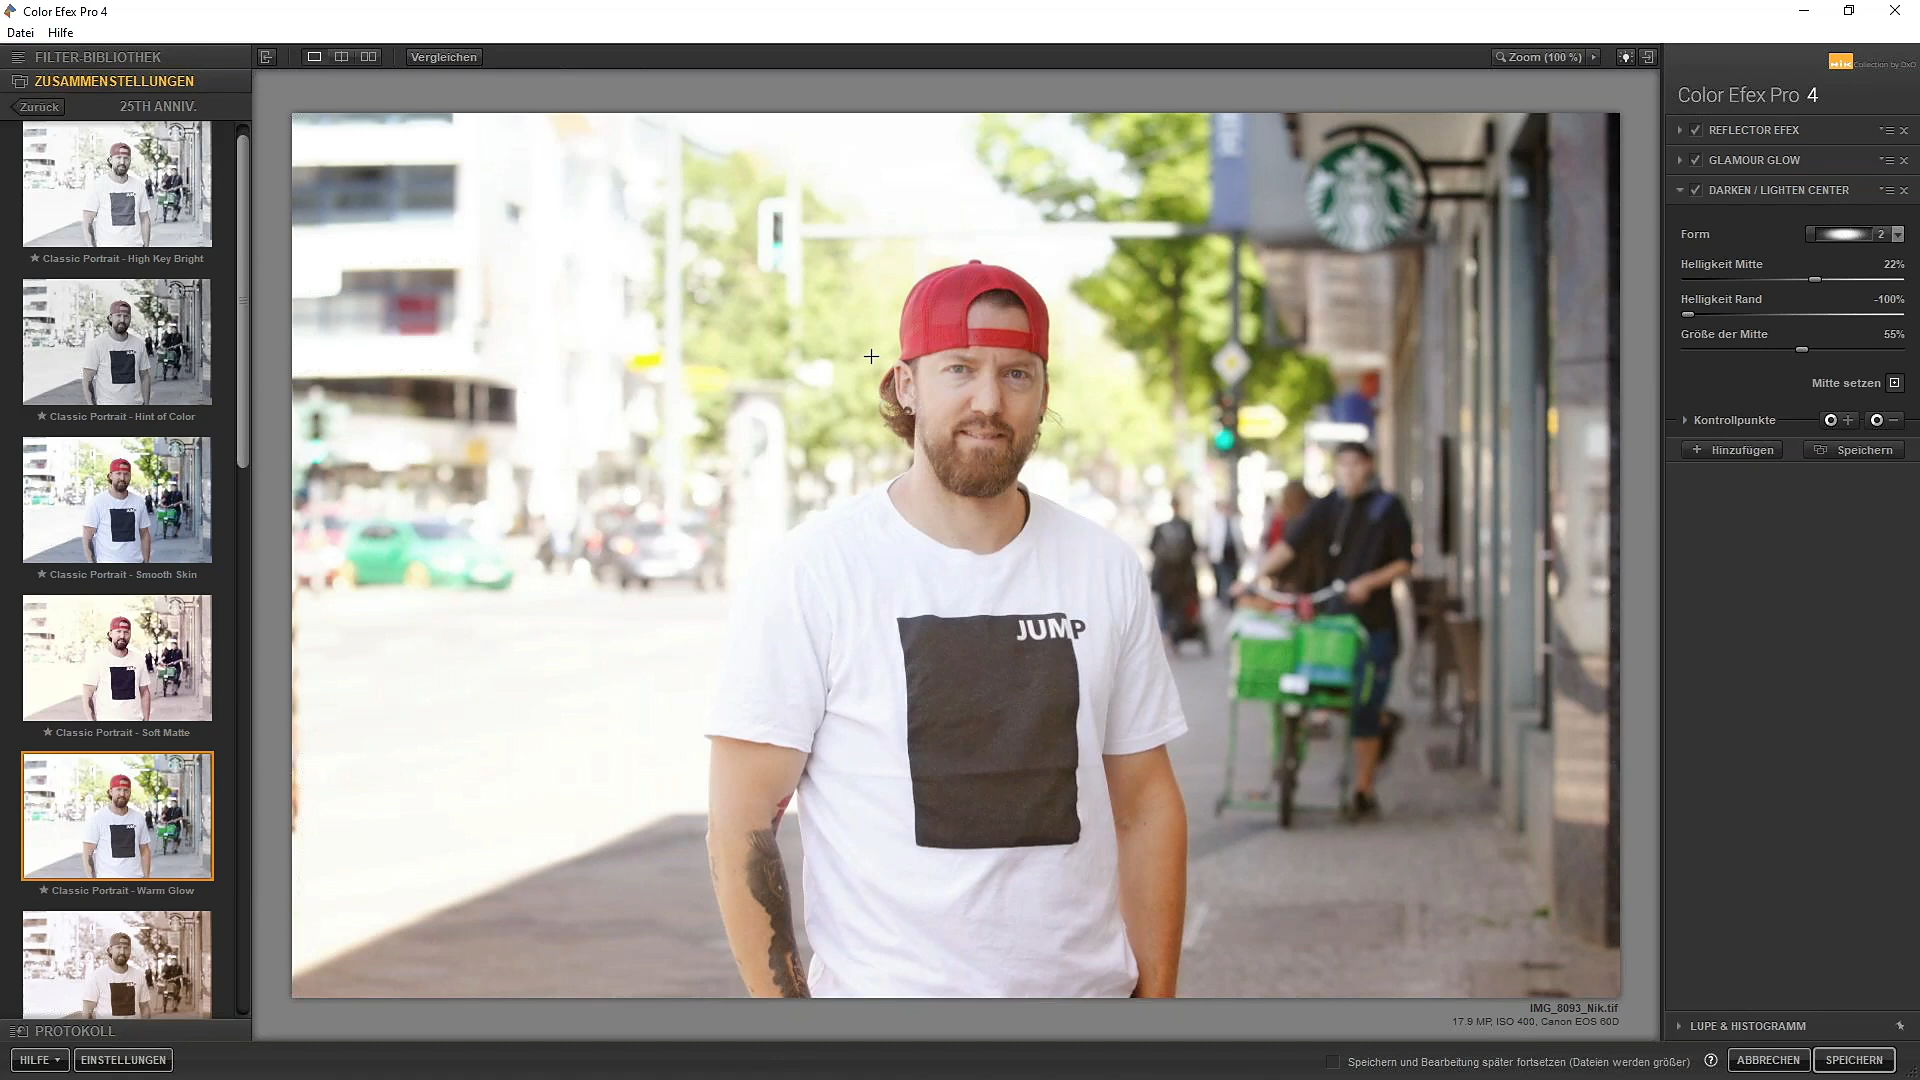 Color Efex Pro 4
Datei Hilfe
FILTER-BIBLIOTHEK
ZUSAMMENSTELLUNGEN
Zurück 25TH ANNIV.
Vergleichen
Zoom (100 %)
Nik Collection by DxO
Color Efex Pro 4
REFLECTOR EFEX
GLAMOUR GLOW
DARKEN / LIGHTEN CENTER
Form 2
Helligkeit Mitte 22%
Helligkeit Rand -100%
Größe der Mitte 55%
Mitte setzen
Kontrollpunkte
Hinzufügen Speichern
Classic Portrait - High Key Bright
Classic Portrait - Hint of Color
Classic Portrait - Smooth Skin
Classic Portrait - Soft Matte
Classic Portrait - Warm Glow
JUMP
IMG_8093_Nik.tif
17.9 MP, ISO 400, Canon EOS 60D
LUPE & HISTOGRAMM
PROTOKOLL
HILFE EINSTELLUNGEN
Speichern und Bearbeitung später fortsetzen (Dateien werden größer) ABBRECHEN SPEICHERN